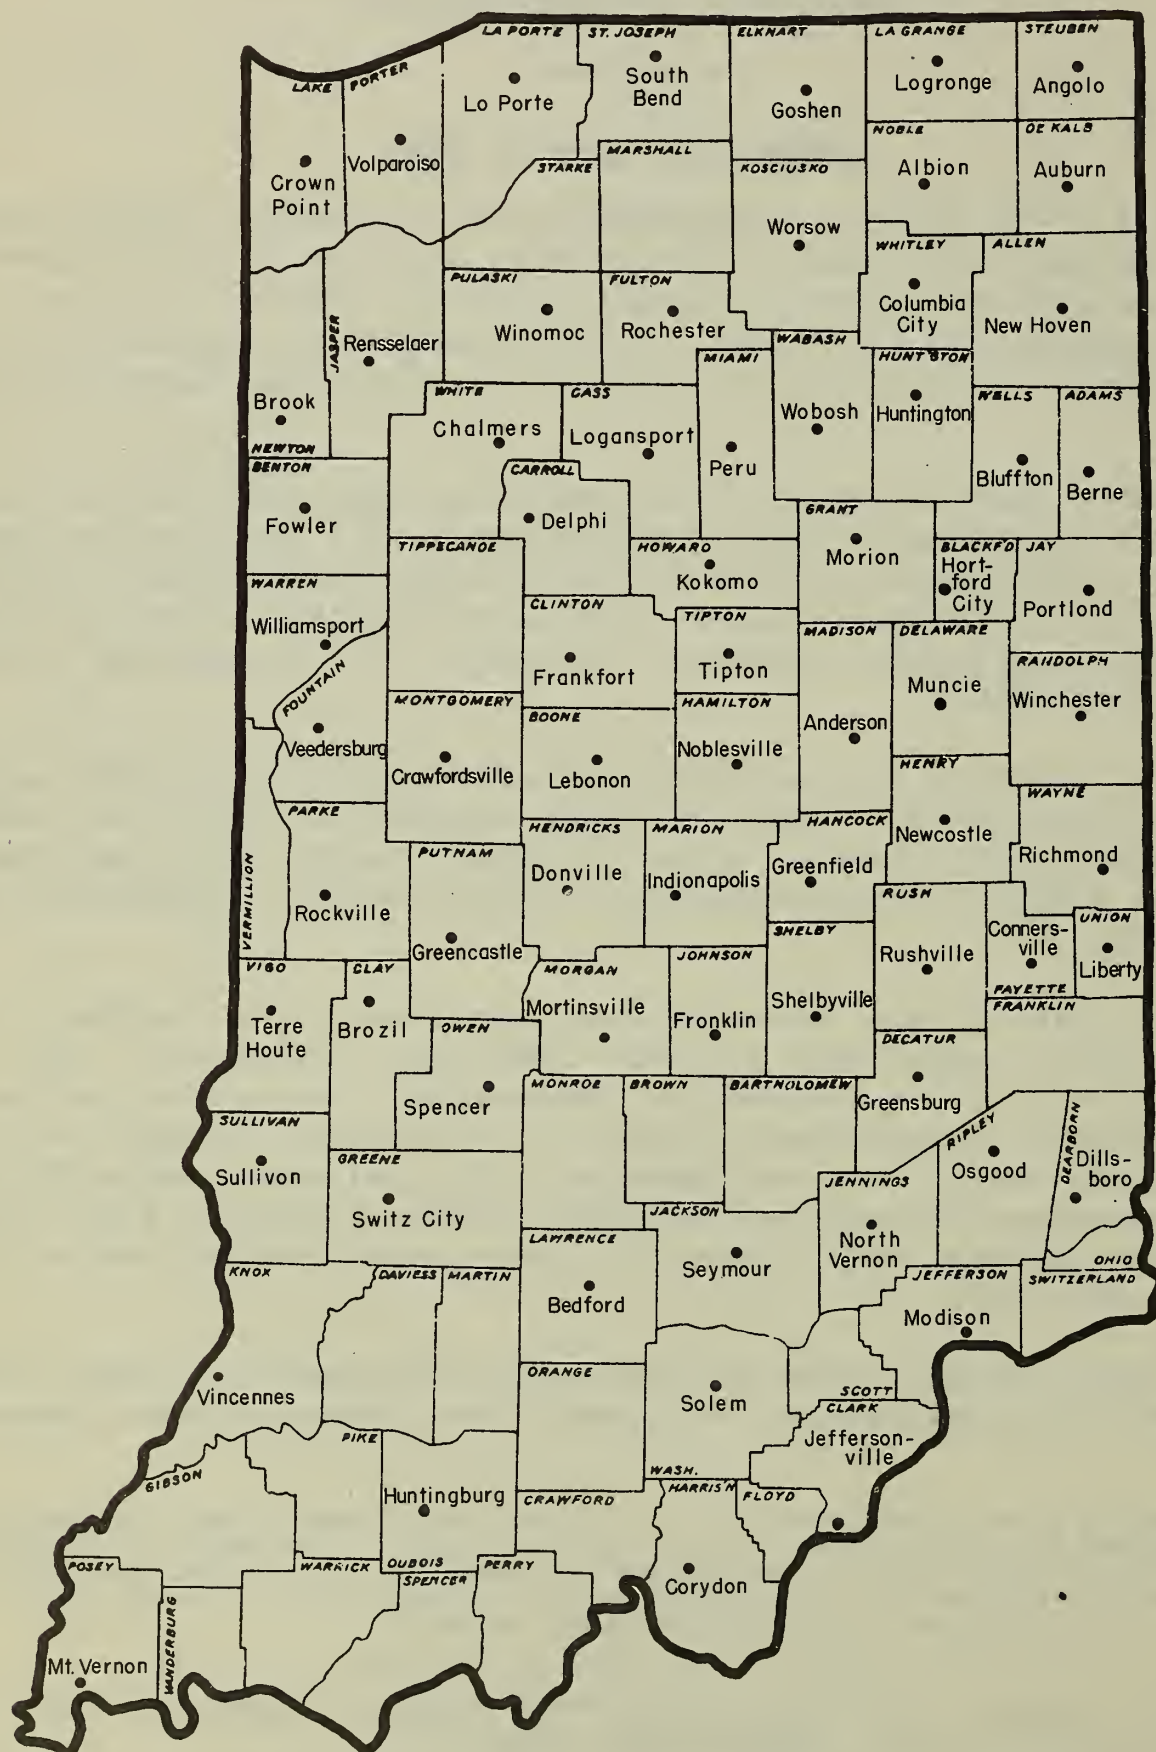 LA PORTE
ST. JOSEPH
ELKHART
LA GRANGE
STEUBEN
LAKE
PORTER
Lo Porte
South
Bend
Goshen
Logronge
Angolo
NOBLE
DE KALB
Crown
Point
Volparoiso
STARKE
MARSHALL
KOSCIUSKO
Albion
Auburn
Worsow
WHITLEY
ALLEN
PULASKI
FULTON
Columbia
City
New Hoven
JASPER
Rensselaer
Winomoc
Rochester
WABASH
MIAMI
HUNT'GTON
Brook
NEWTON
WHITE
Chalmers
CASS
Logansport
Peru
Wobosh
Huntington
WELLS
ADAMS
Bluffton
Berne
BENTON
Fowler
CARROLL
Delphi
GRANT
Morion
TIPPECANOE
HOWARD
Kokomo
BLACKF'D
Hort-
ford
City
JAY
Portland
WARREN
Williamsport
CLINTON
Frankfort
TIPTON
Tipton
MADISON
DELAWARE
Muncie
RANDOLPH
Winchester
FOUNTAIN
Veedersburg
MONTGOMERY
Crawfordsville
BOONE
Lebonon
HAMILTON
Noblesville
Anderson
HENRY
Newcostle
WAYNE
Richmond
PARKE
Rockville
VERMILLION
PUTNAM
Greencastle
HENDRICKS
Donville
MARION
Indionapolis
HANCOCK
Greenfield
RUSH
Rushville
Conners-
ville
FAYETTE
UNION
Liberty
VIGO
Terre
Houte
CLAY
Brozil
OWEN
Spencer
MORGAN
Mortinsville
JOHNSON
Fronklin
SHELBY
Shelbyville
DECATUR
Greensburg
FRANKLIN
SULLIVAN
Sullivon
GREENE
Switz City
MONROE
BROWN
BARTHOLOMEW
RIPLEY
Osgood
DEARBORN
Dills-
boro
JENNINGS
North
Vernon
JACKSON
Seymour
LAWRENCE
Bedford
OHIO
JEFFERSON
Modison
SWITZERLAND
KNOX
Vincennes
DAVIESS
MARTIN
ORANGE
Solem
WASH.
SCOTT
CLARK
Jefferson-
ville
GIBSON
PIKE
Huntingburg
DUBOIS
CRAWFORD
HARRIS'N
Corydon
FLOYD
POSEY
Mt. Vernon
VANDERBURG
WARRICK
SPENCER
PERRY